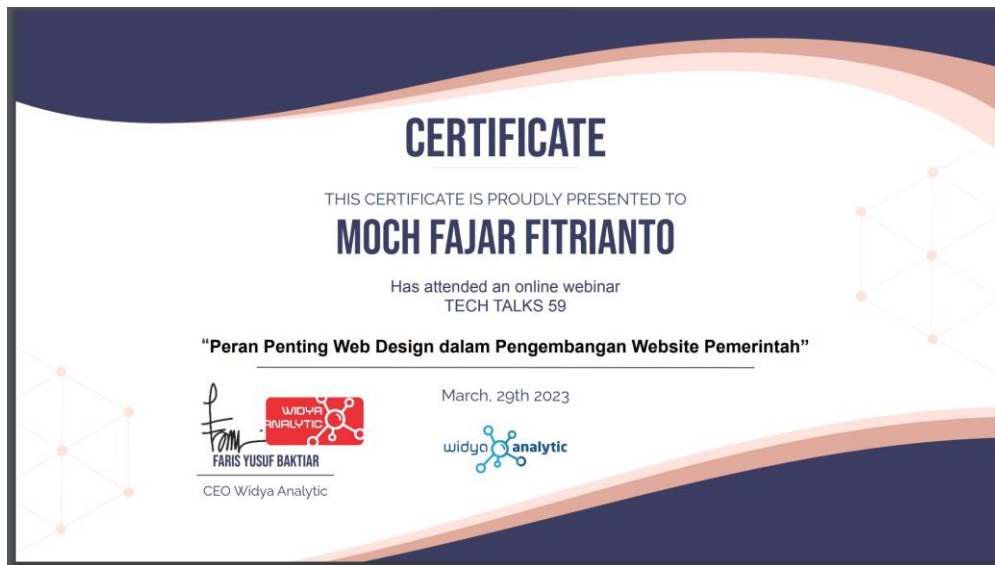 CERTIFICATE
THIS CERTIFICATE IS PROUDLY PRESENTED TO
MOCH FAJAR FITRIANTO
Has attended an online webinar
TECH TALKS 59
“Peran Penting Web Design dalam Pengembangan Website Pemerintah”
March, 29th 2023
WIDYA
ANALYTIC
FARIS YUSUF BAKTIAR
CEO Widya Analytic
widya analytic